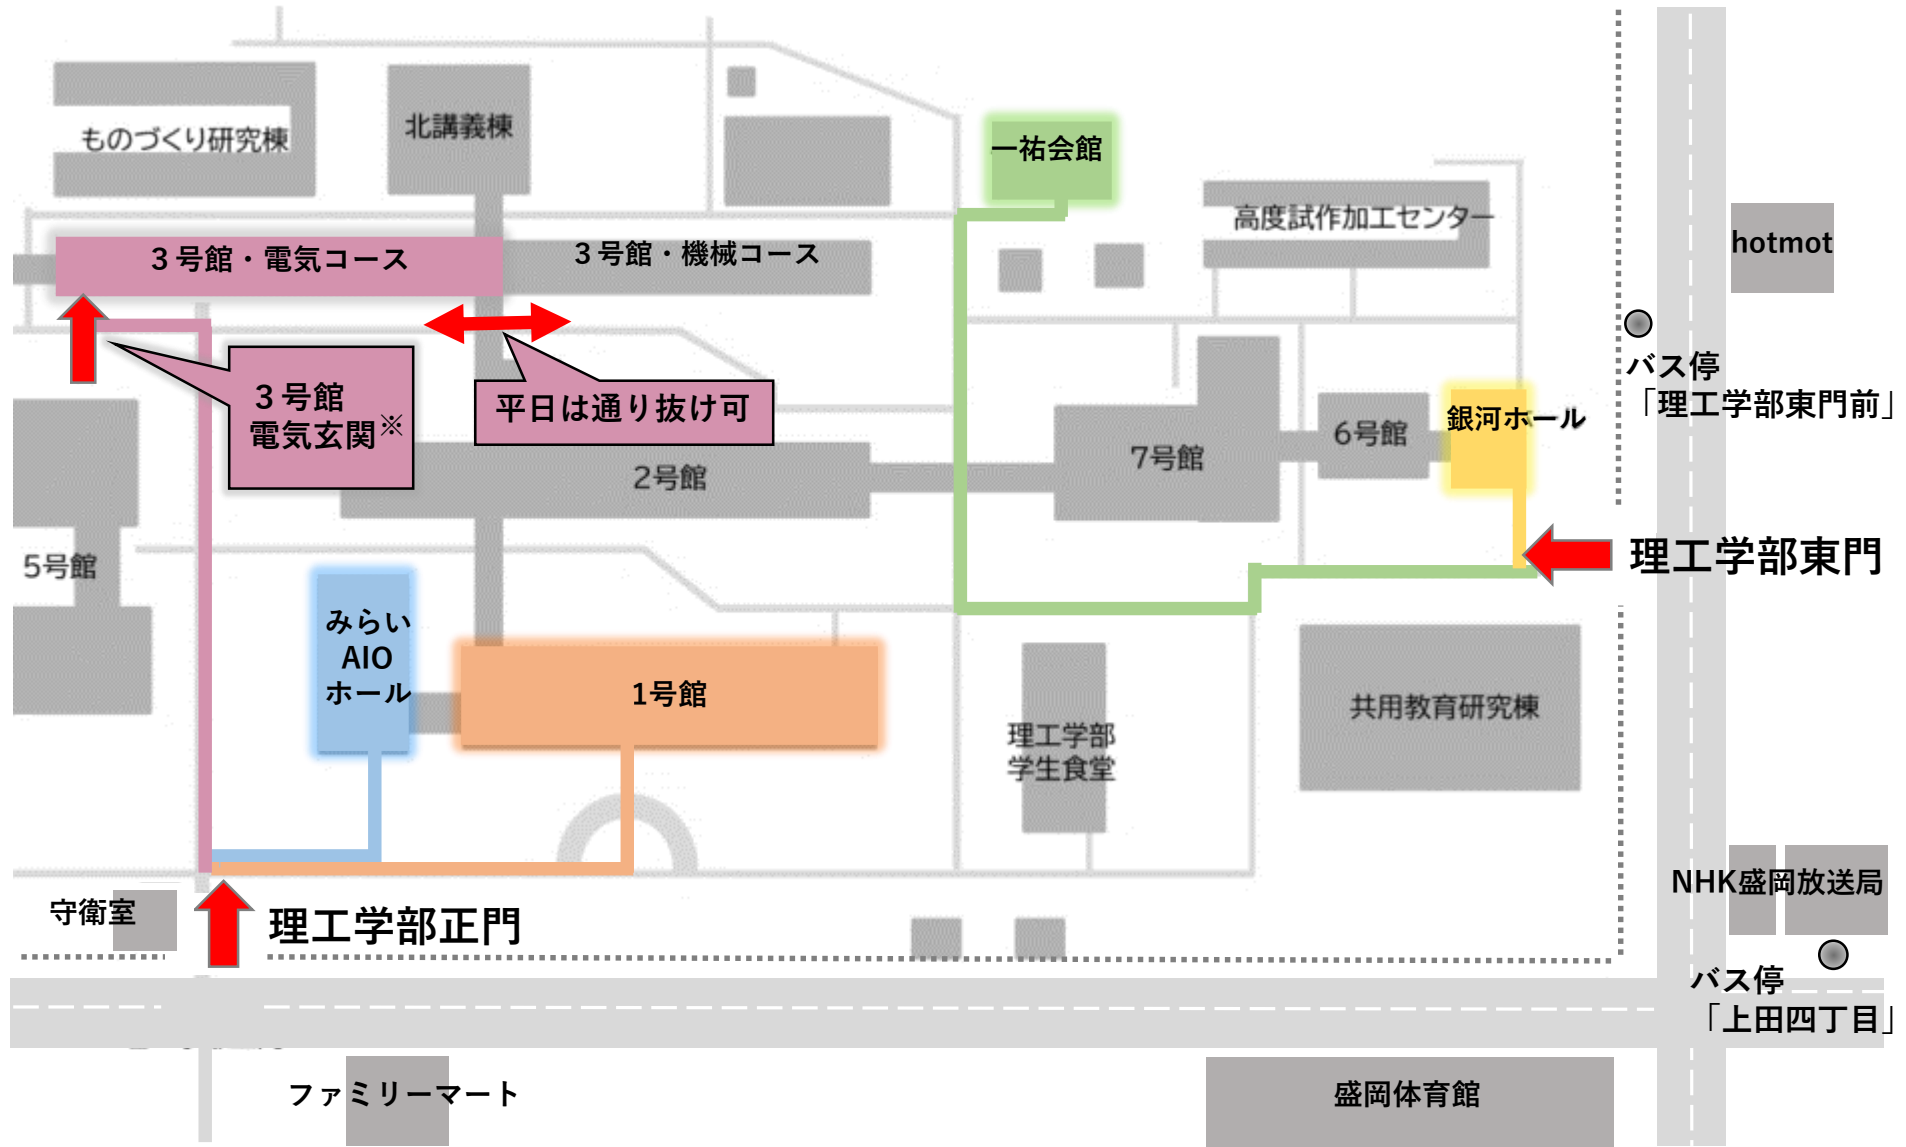 ものづくり研究棟
北講義棟
一祐会館
高度試作加工センター
hotmot
３号館・電気コース
３号館・機械コース
バス停
「理工学部東門前」
３号館
電気玄関※
平日は通り抜け可
2号館
7号館
6号館
銀河ホール
5号館
理工学部東門
みらい
AIO
ホール
1号館
理工学部
学生食堂
共用教育研究棟
守衛室
理工学部正門
NHK盛岡放送局
バス停
「上田四丁目」
ファミリーマート
盛岡体育館